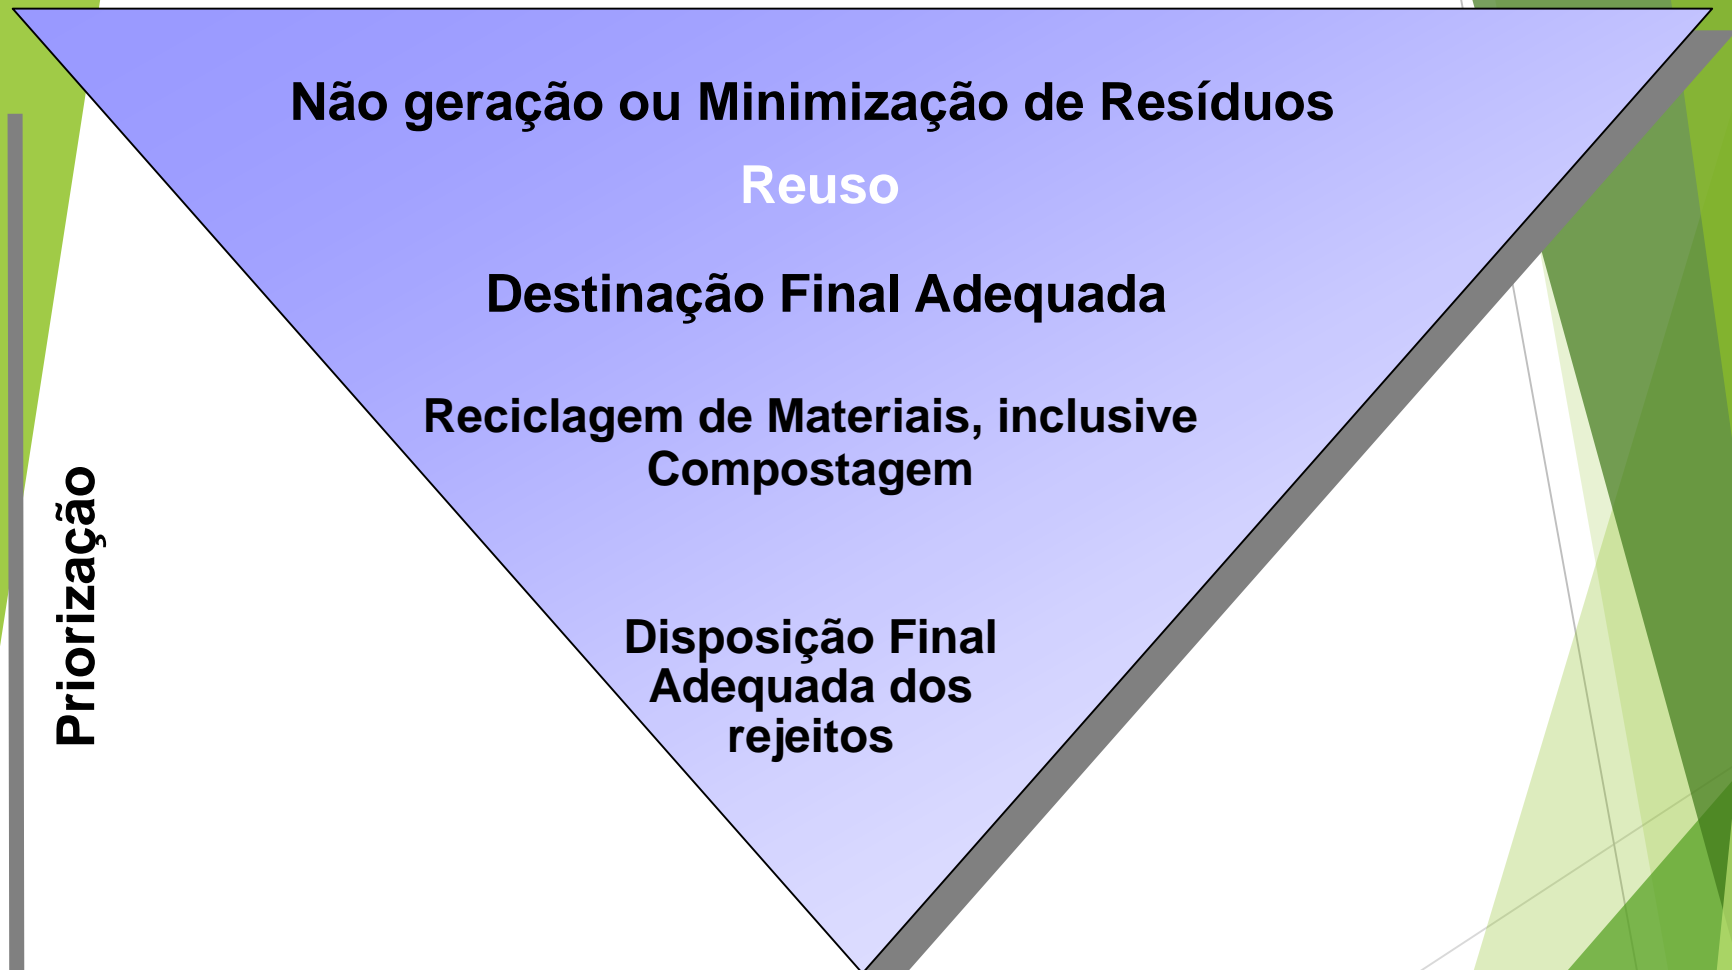 Não geração ou Minimização de Resíduos
Reuso
Destinação Final Adequada
Reciclagem de Materiais, inclusive
Compostagem
Disposição Final
Adequada dos
rejeitos
Priorização